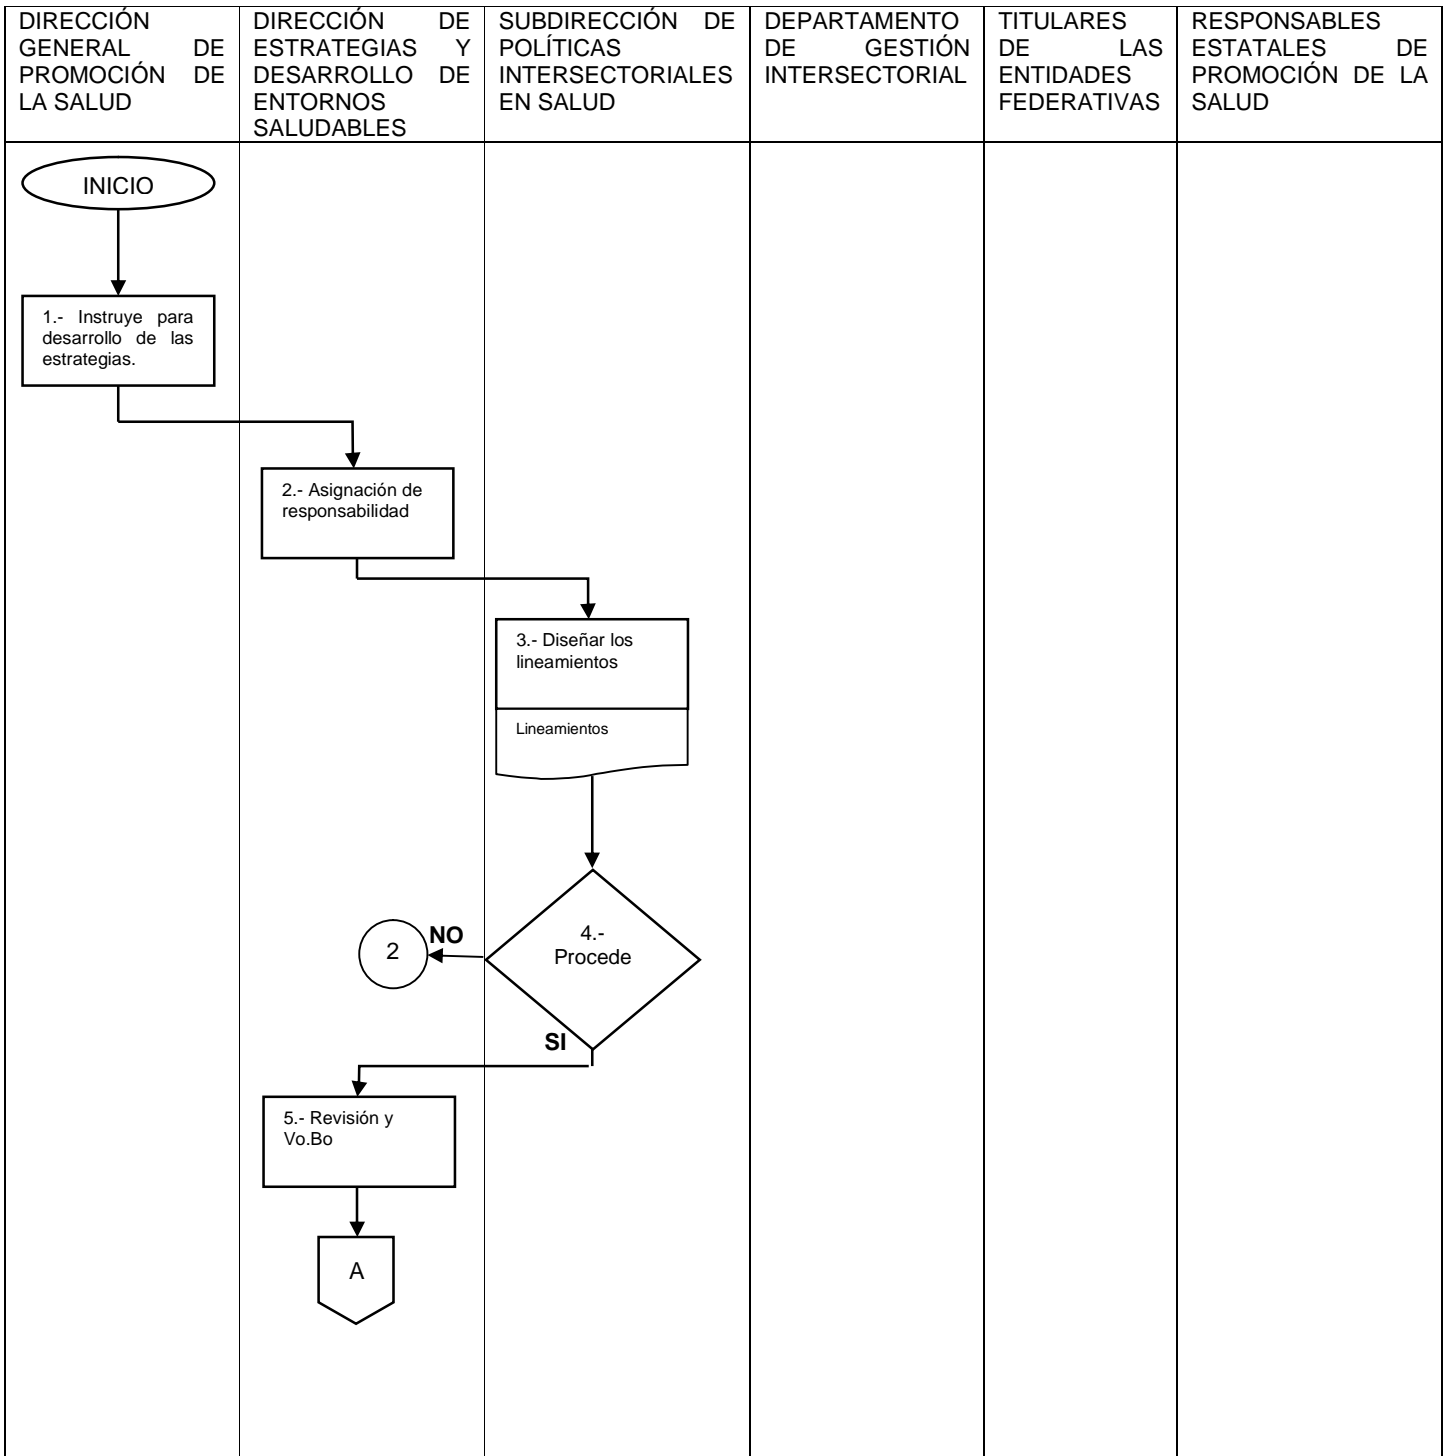 DIRECCIÓN
GENERAL DE
PROMOCIÓN DE
LA SALUD
DIRECCIÓN DE
ESTRATEGIAS Y
DESARROLLO DE
ENTORNOS
SALUDABLES
SUBDIRECCIÓN DE
POLÍTICAS
INTERSECTORIALES
EN SALUD
DEPARTAMENTO
DE GESTIÓN
INTERSECTORIAL
TITULARES
DE LAS
ENTIDADES
FEDERATIVAS
RESPONSABLES
ESTATALES DE
PROMOCIÓN DE LA
SALUD
INICIO
1.- Instruye para
desarrollo de las
estrategias.
2.- Asignación de
responsabilidad
3.- Diseñar los
lineamientos
Lineamientos
4.-
Procede
NO
2
SI
5.- Revisión y
Vo.Bo
A